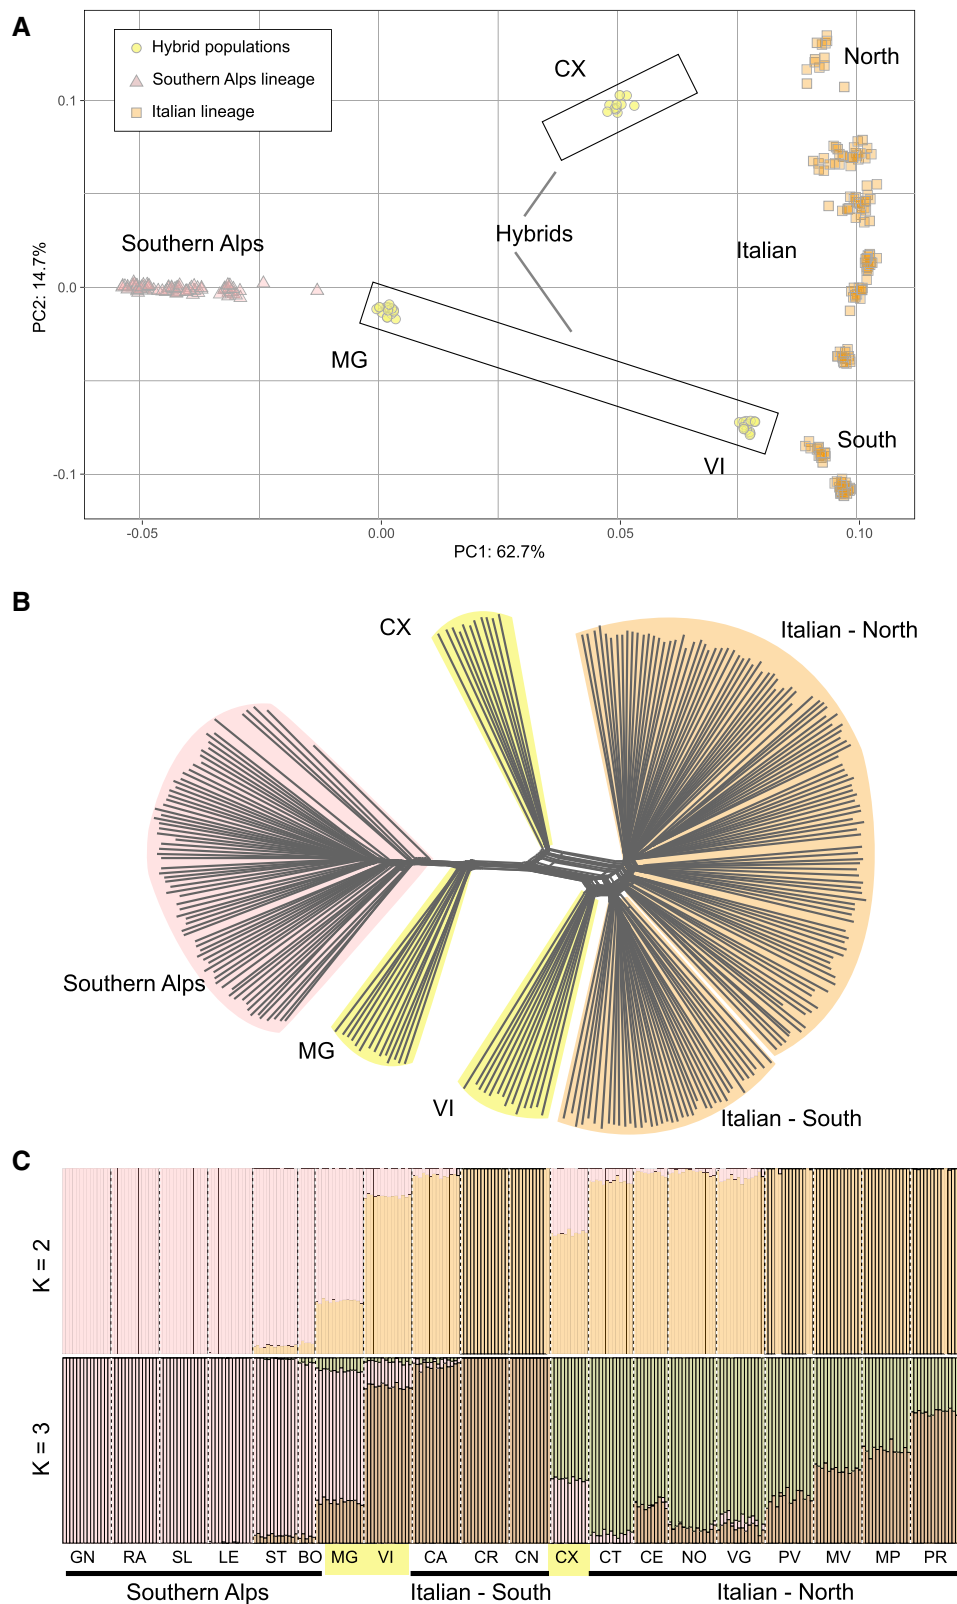 A
Hybrid populations
Southern Alps lineage
Italian lineage
CX
North
Southern Alps
Hybrids
Italian
MG
South
VI
PC2: 14.7%
0.1
0.0
-0.1
-0.05
0.00
0.05
0.10
PC1: 62.7%
B
CX
Italian - North
Southern Alps
MG
VI
Italian - South
C
K = 2
K = 3
GN RA SL LE ST BO MG VI CA CR CN CX CT CE NO VG PV MV MP PR
Southern Alps Italian - South Italian - North